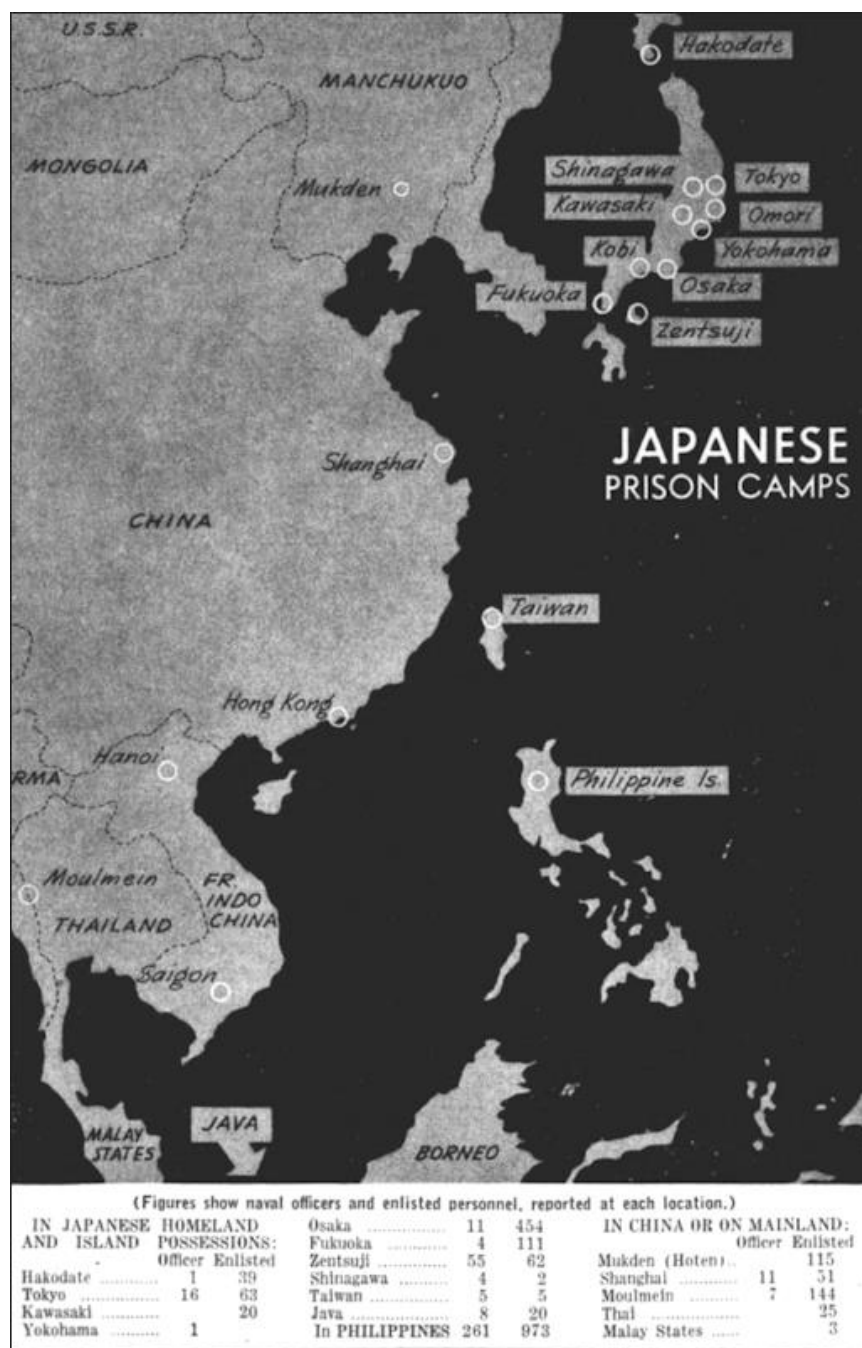 U.S.S.R.
Hakodate
MANCHUKUO
MONGOLIA
Shinagawa
Tokyo
Mukden
Kawasaki
Omori
Kobi
Yokohama
Fukuoka
Osaka
Zentsuji
JAPANESE
PRISON CAMPS
Shanghai
CHINA
Taiwan
Hong Kong
Hanoi
RMA
Philippine Is.
Moulmein
FR.
INDO
CHINA
THAILAND
Saigon
JAVA
MALAY
STATES
BORNEO
(Figures show naval officers and enlisted personnel, reported at each location.)
IN JAPANESE HOMELAND
AND ISLAND POSSESSIONS:
Officer Enlisted
Hakodate ............ 1 39
Tokyo ................ 16 63
Kawasaki ............ 20
Yokohama ............ 1
Osaka ................ 11 454
Fukuoka ............ 4 111
Zentsuji ............ 55 62
Shinagawa .......... 4 2
Taiwan .............. 5 5
Java .................. 8 20
In PHILIPPINES 261 973
IN CHINA OR ON MAINLAND:
Officer Enlisted
Mukden (Hoten).. 115
Shanghai ............ 11 51
Moulmein ............ 7 144
Thai .................. 25
Malay States ...... 3